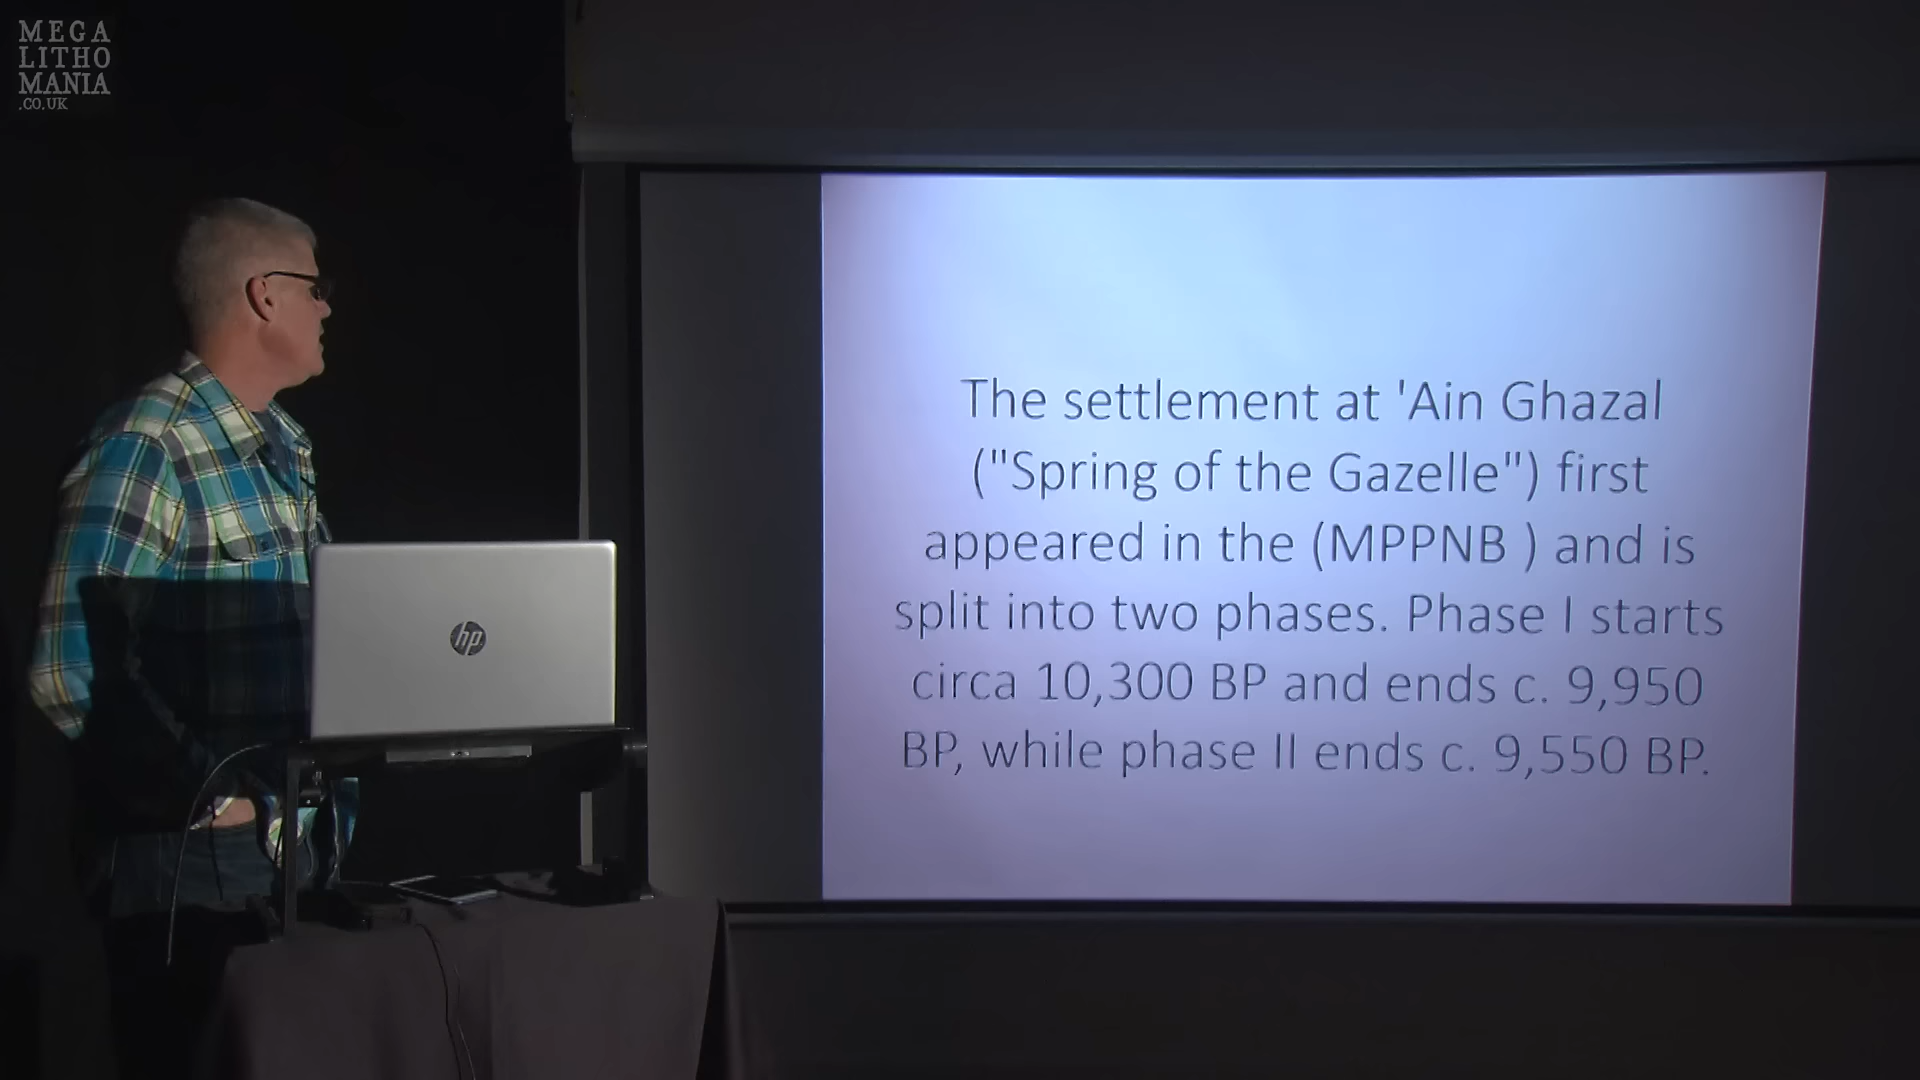 MEGA
LITHO
MANIA
.CO.UK
The settlement at 'Ain Ghazal
("Spring of the Gazelle") first
appeared in the (MPPNB ) and is
split into two phases. Phase I starts
circa 10,300 BP and ends c. 9,950
BP, while phase II ends c. 9,550 BP.
hp